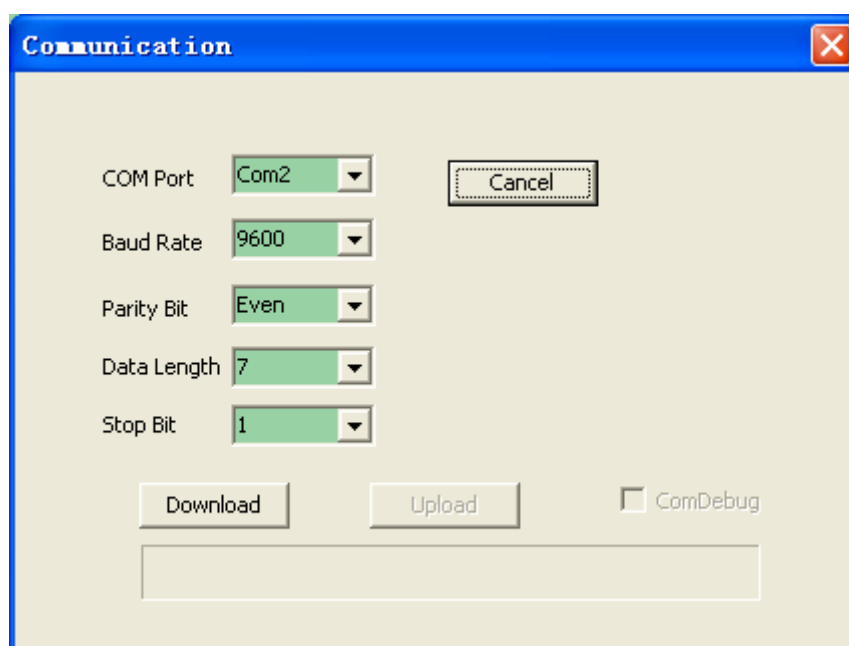 Communication
COM Port Com2 Cancel
Baud Rate 9600
Parity Bit Even
Data Length 7
Stop Bit 1
Download Upload ComDebug